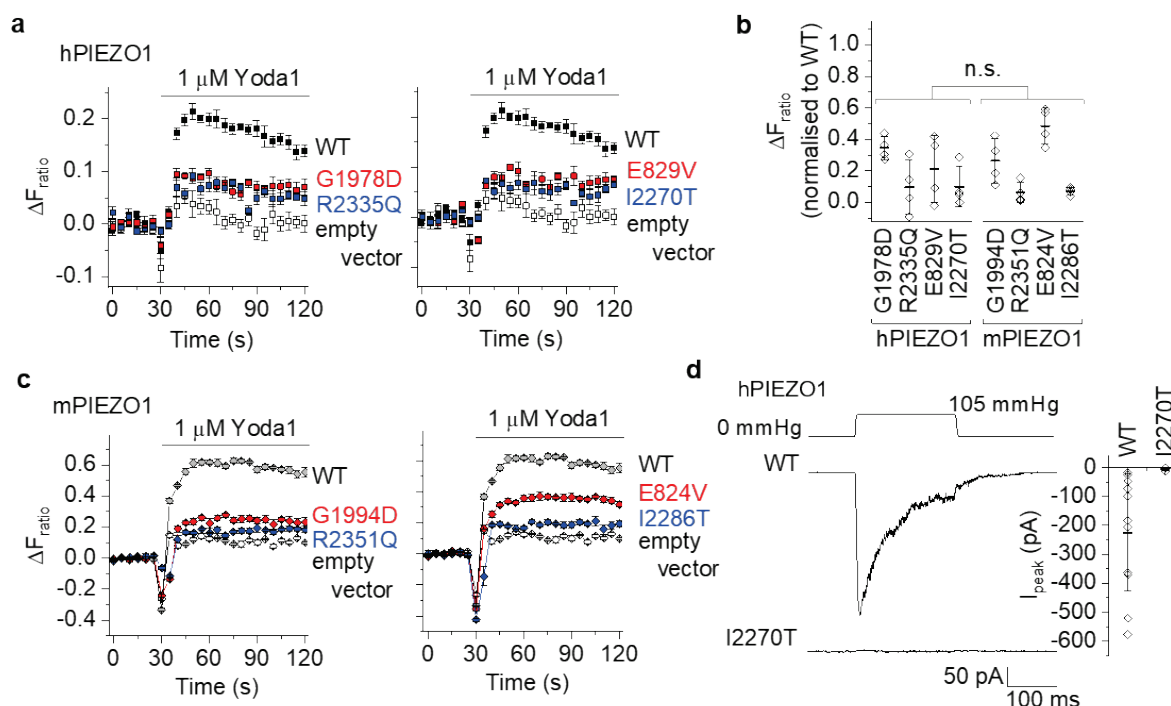 a
hPIEZO1
1 μM Yoda1
0.2
0.1
0.0
-0.1
ΔFratio
WT
G1978D
R2335Q
empty
vector
0 30 60 90 120
Time (s)
1 μM Yoda1
WT
E829V
I2270T
empty
vector
0 30 60 90 120
Time (s)
b
1.0
0.8
0.6
0.4
0.2
0.0
ΔFratio
(normalised to WT)
n.s.
G1978D
R2335Q
E829V
I2270T
G1994D
R2351Q
E824V
I2286T
hPIEZO1 mPIEZO1
c
mPIEZO1
1 μM Yoda1
0.6
0.4
0.2
0.0
-0.2
-0.4
ΔFratio
WT
G1994D
R2351Q
empty
vector
0 30 60 90 120
Time (s)
1 μM Yoda1
WT
E824V
I2286T
empty
vector
0 30 60 90 120
Time (s)
d
hPIEZO1
105 mmHg
0 mmHg
WT
I2270T
50 pA
100 ms
WT
I2270T
0
-100
-200
-300
-400
-500
-600
Ipeak (pA)